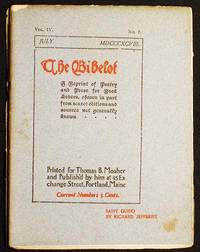 Vol. IV. No. 7.
JULY MDCCCXCVIII.
The Bibelot
A Reprint of Poetry
and Prose for Book
Lovers, chosen in part
from scarce editions and
sources not generally
known
Printed for Thomas B. Mosher
and Publish'd by him at 45 Ex-
change Street, Portland, Maine
Current Numbers 5 Cents.
SAINT GUIDO
BY RICHARD JEFFERIES